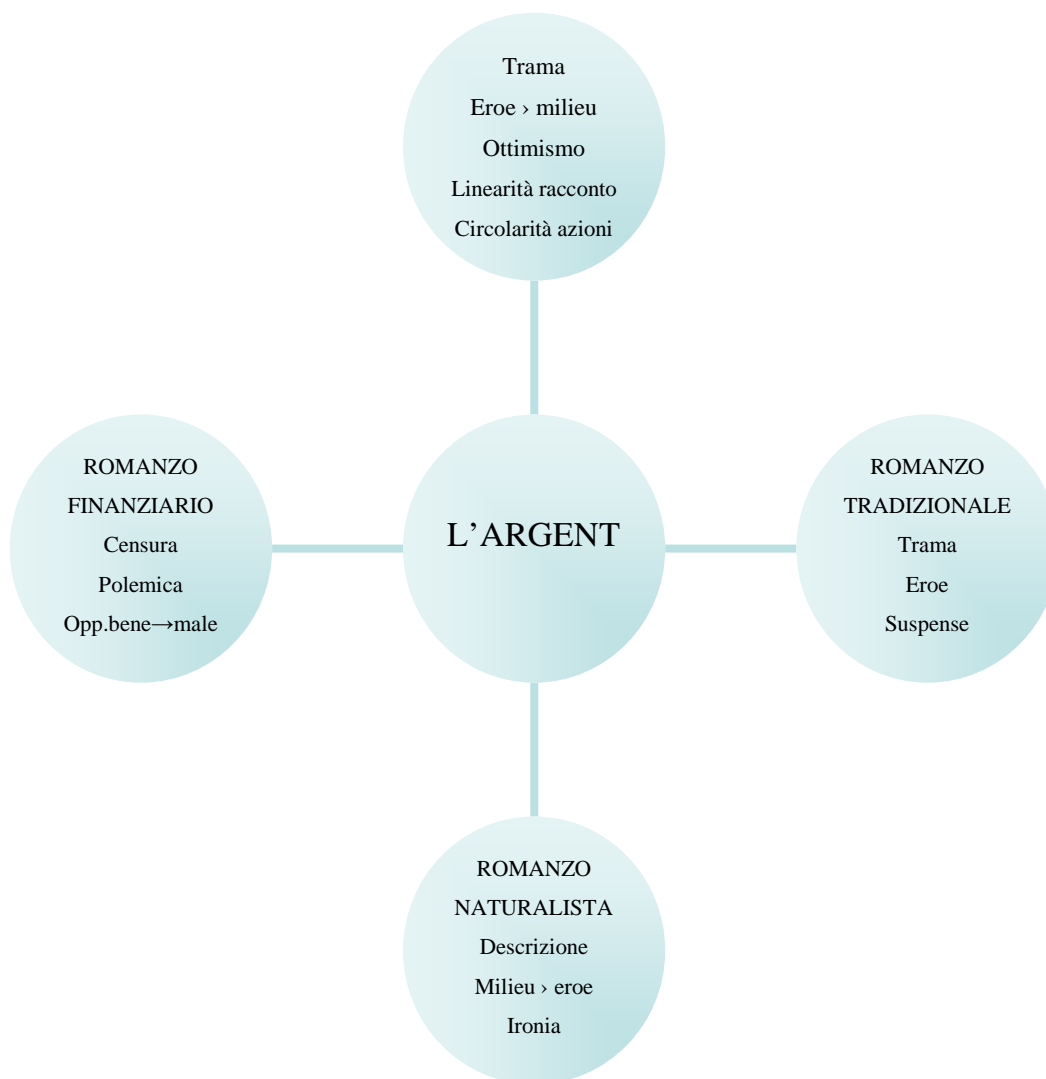 Trama
Eroe › milieu
Ottimismo
Linearità racconto
Circolarità azioni
ROMANZO
FINANZIARIO
Censura
Polemica
Opp.bene→male
L’ARGENT
ROMANZO
TRADIZIONALE
Trama
Eroe
Suspense
ROMANZO
NATURALISTA
Descrizione
Milieu › eroe
Ironia